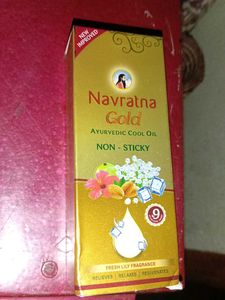 NEW
IMPROVED
Navratna
Gold
AYURVEDIC COOL OIL
NON - STICKY
9
FRESH LILY FRAGRANCE
RELIEVES | RELAXES | REJUVENATES